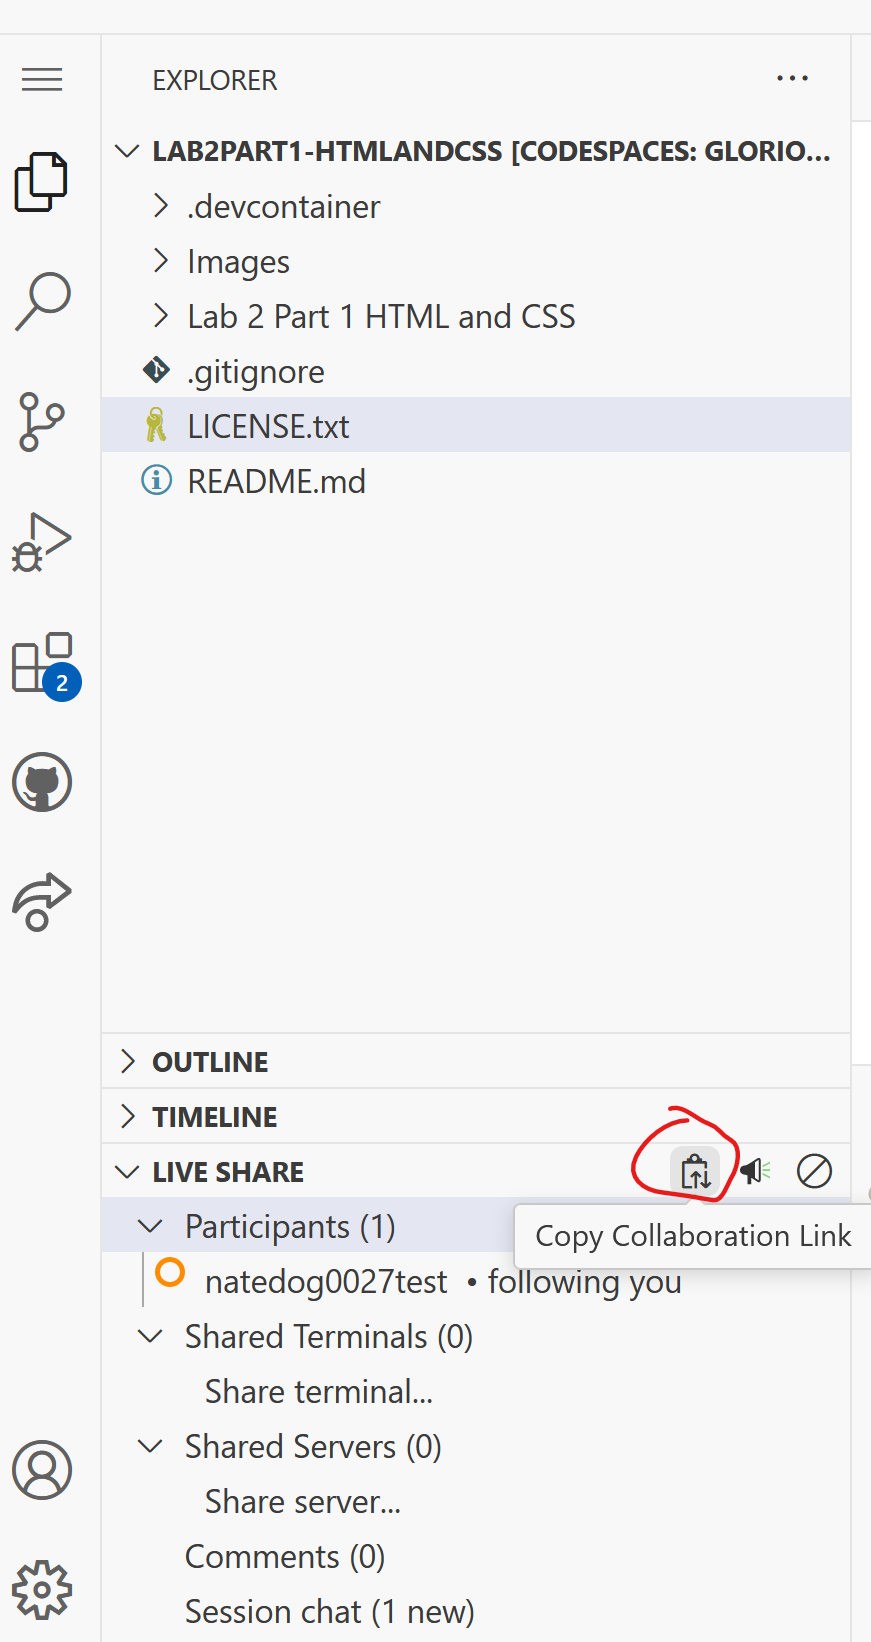 EXPLORER
LAB2PART1-HTMLANDCSS [CODESPACES: GLORIO...
.devcontainer
Images
Lab 2 Part 1 HTML and CSS
.gitignore
LICENSE.txt
README.md
2
OUTLINE
TIMELINE
LIVE SHARE
Participants (1)
Copy Collaboration Link
natedog0027test • following you
Shared Terminals (0)
Share terminal...
Shared Servers (0)
Share server...
Comments (0)
Session chat (1 new)